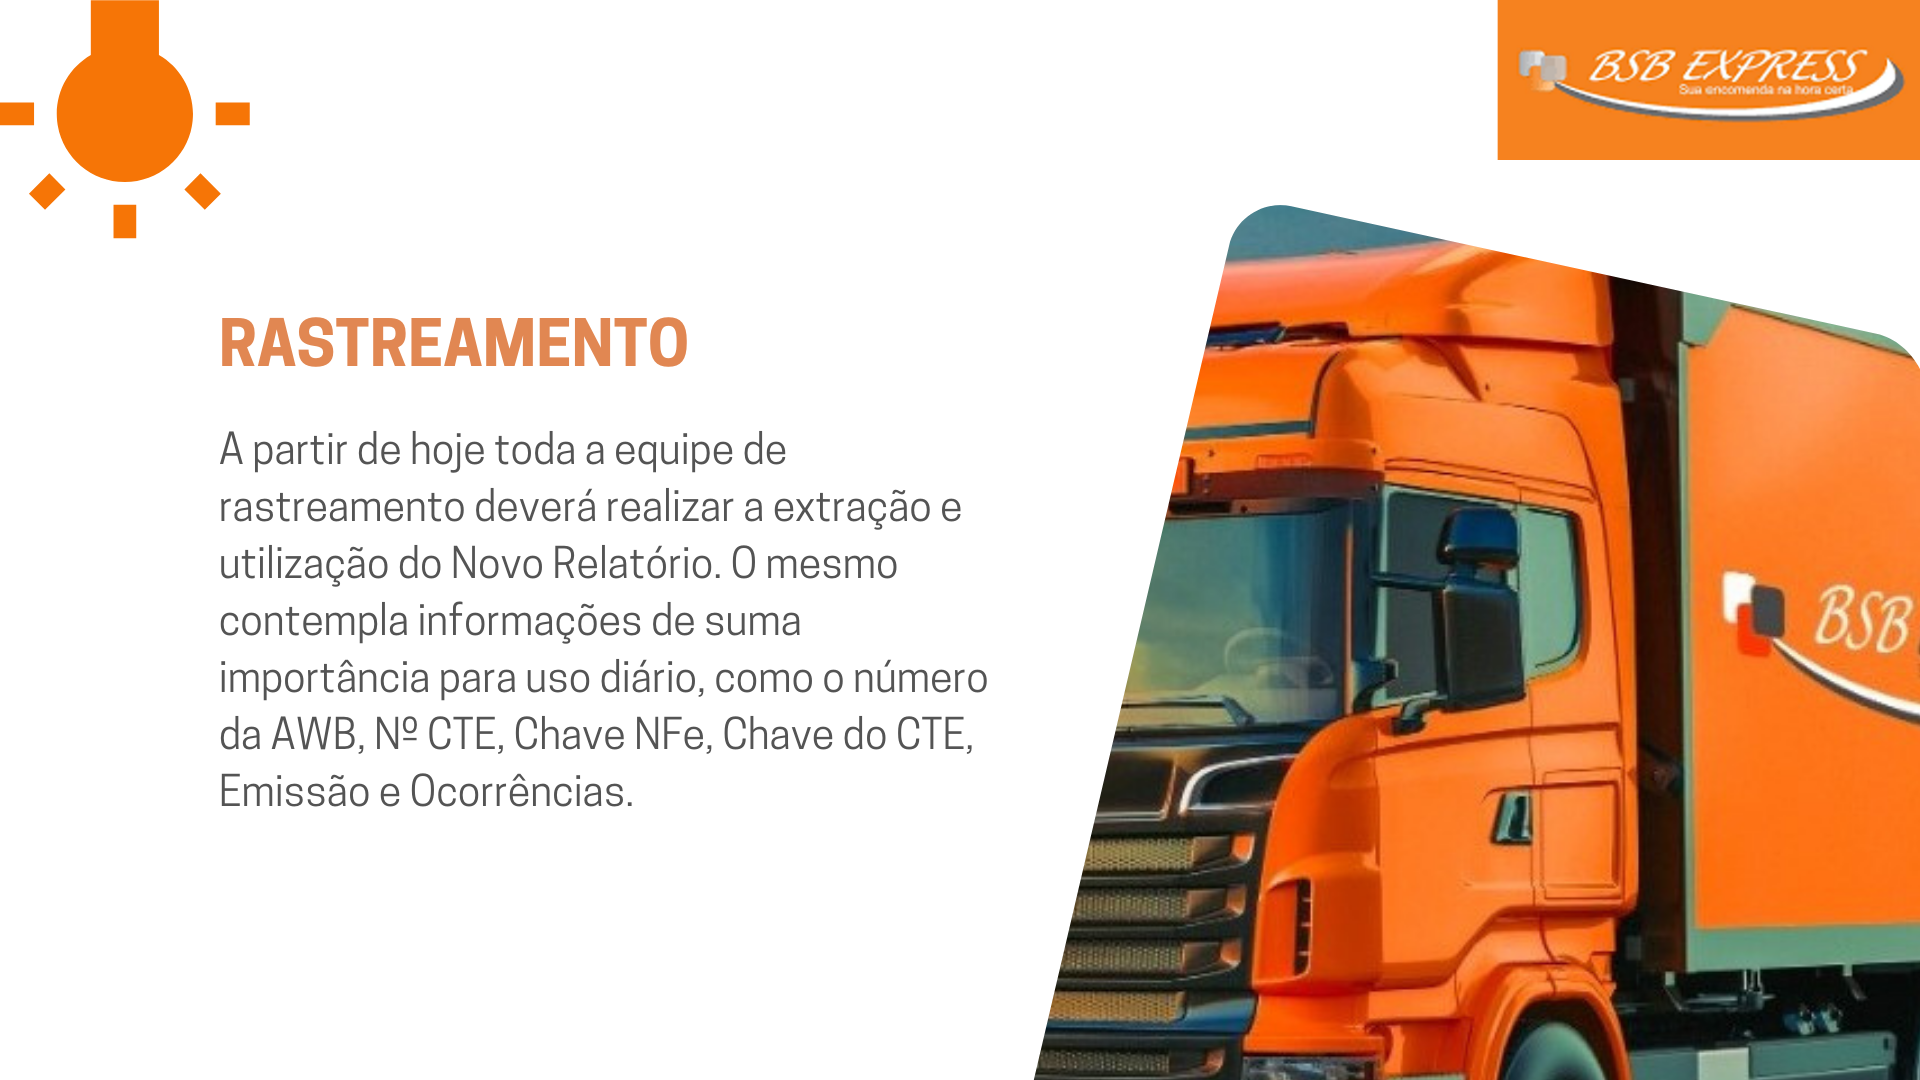 BSB EXPRESS
Sua encomenda na hora certa
RASTREAMENTO
A partir de hoje toda a equipe de
rastreamento deverá realizar a extração e
utilização do Novo Relatório. O mesmo
contempla informações de suma
importância para uso diário, como o número
da AWB, Nº CTE, Chave NFe, Chave do CTE,
Emissão e Ocorrências.
BSB